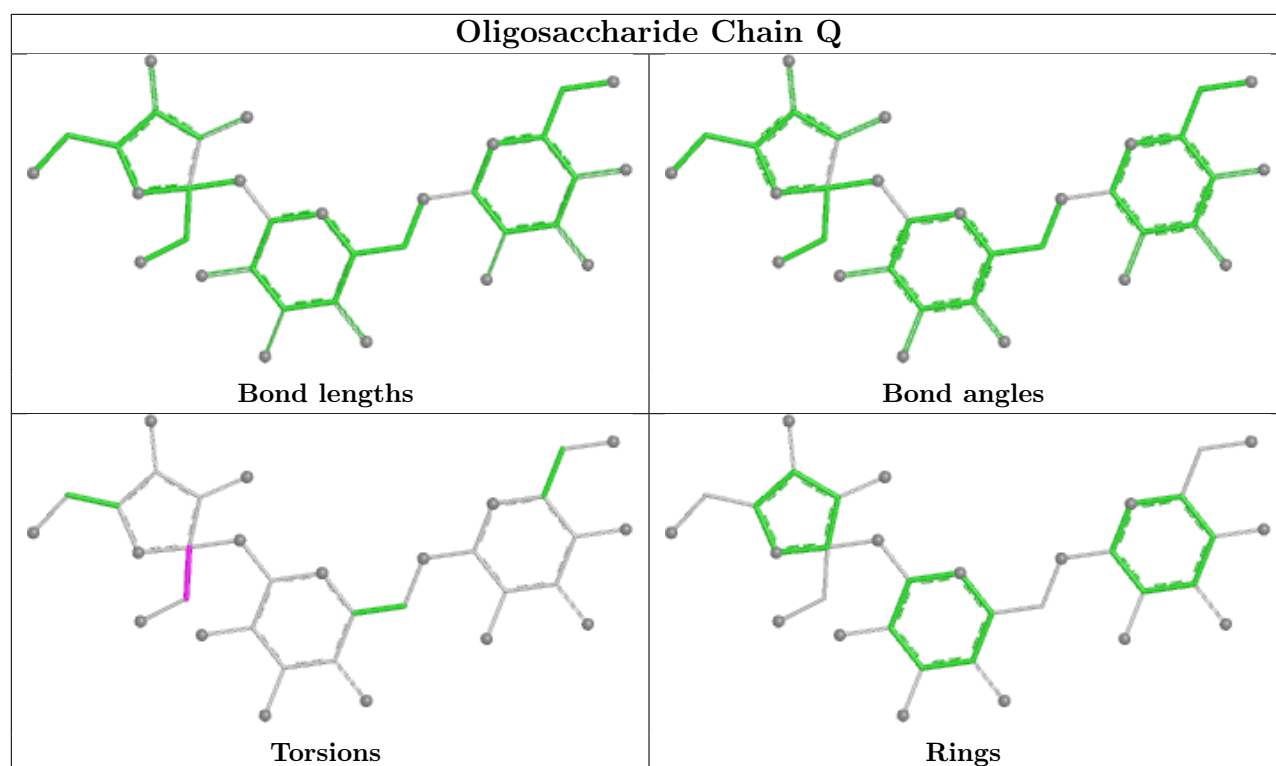 Oligosaccharide Chain Q
Bond lengths
Bond angles
Torsions
Rings